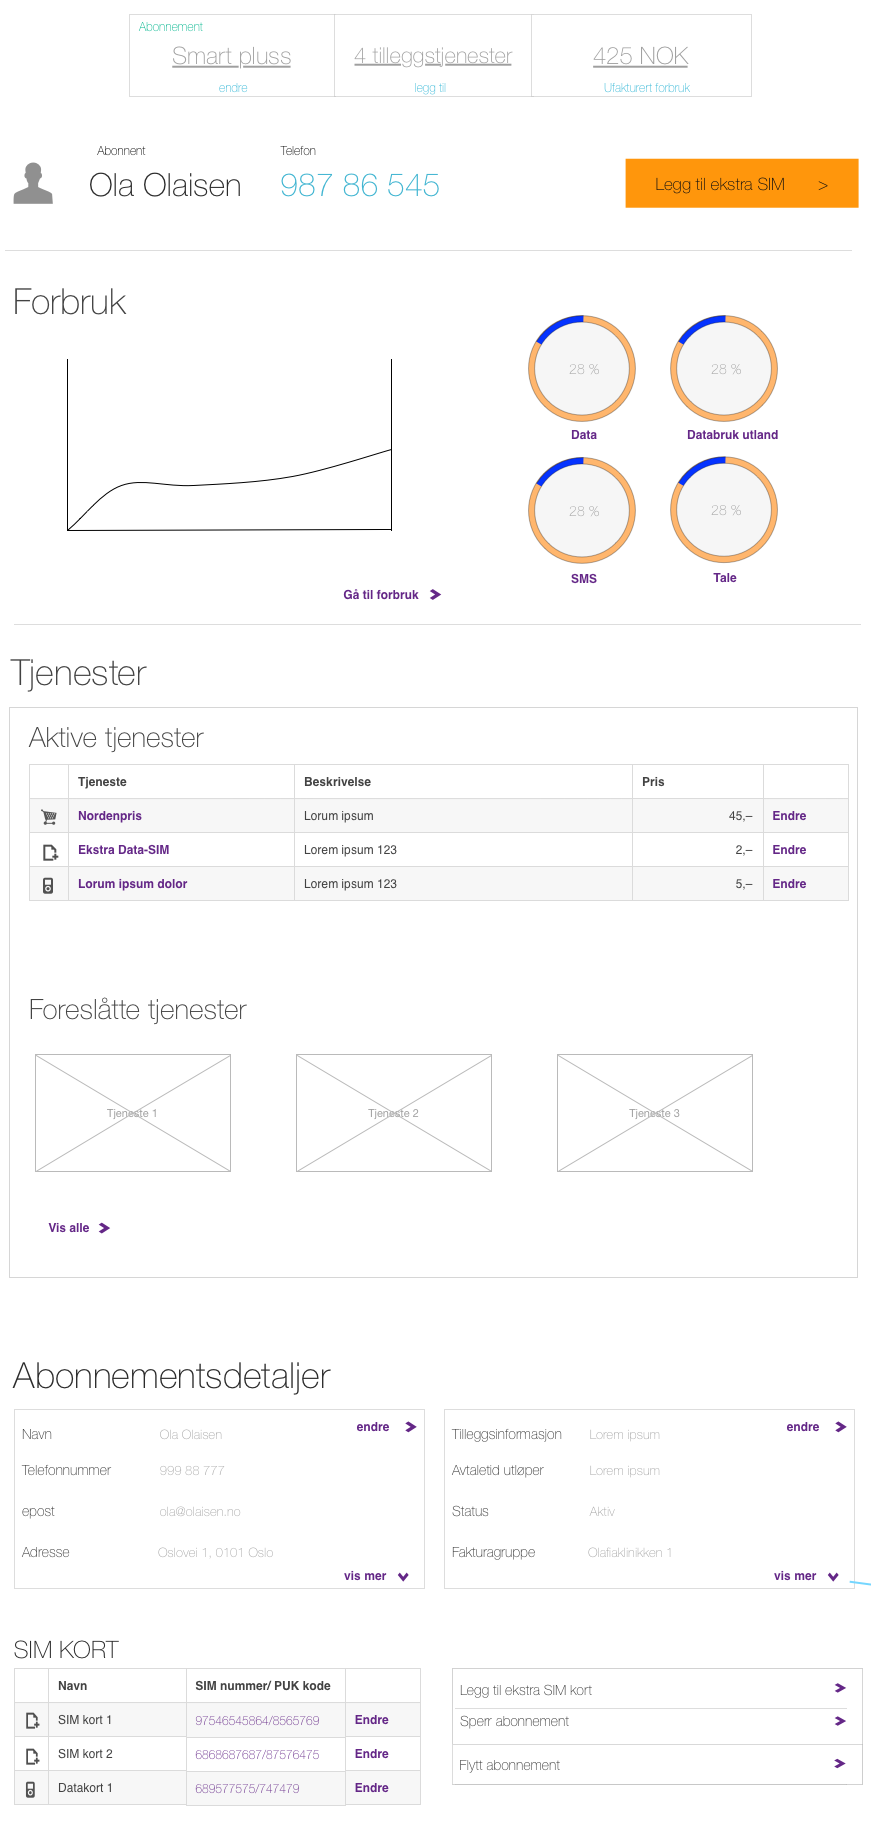 Abonnement
Smart pluss 4 tilleggstjenester 425 NOK
endre legg til Ufakturert forbruk
Abonnent Telefon
Ola Olaisen 987 86 545 Legg til ekstra SIM >
Forbruk
28 % 28 %
Data Databruk utland
28 % 28 %
SMS Tale
Gå til forbruk
Tjenester
Aktive tjenester
Tjeneste Beskrivelse Pris
Nordenpris Lorum ipsum 45,– Endre
Ekstra Data-SIM Lorem ipsum 123 2,– Endre
Lorum ipsum dolor Lorem ipsum 123 5,– Endre
Foreslåtte tjenester
Tjeneste 1 Tjeneste 2 Tjeneste 3
Vis alle
Abonnementsdetaljer
endre
Navn Ola Olaisen
Telefonnummer 999 88 777
epost ola@olaisen.no
Adresse Oslovei 1, 0101 Oslo
vis mer
endre
Tilleggsinformasjon Lorem ipsum
Avtaletid utløper Lorem ipsum
Status Aktiv
Fakturagruppe Olafiaklinikken 1
vis mer
SIM KORT
Navn SIM nummer/ PUK kode
SIM kort 1 97546545864/8565769 Endre
SIM kort 2 6868687687/87576475 Endre
Datakort 1 689577575/747479 Endre
Legg til ekstra SIM kort
Sperr abonnement
Flytt abonnement